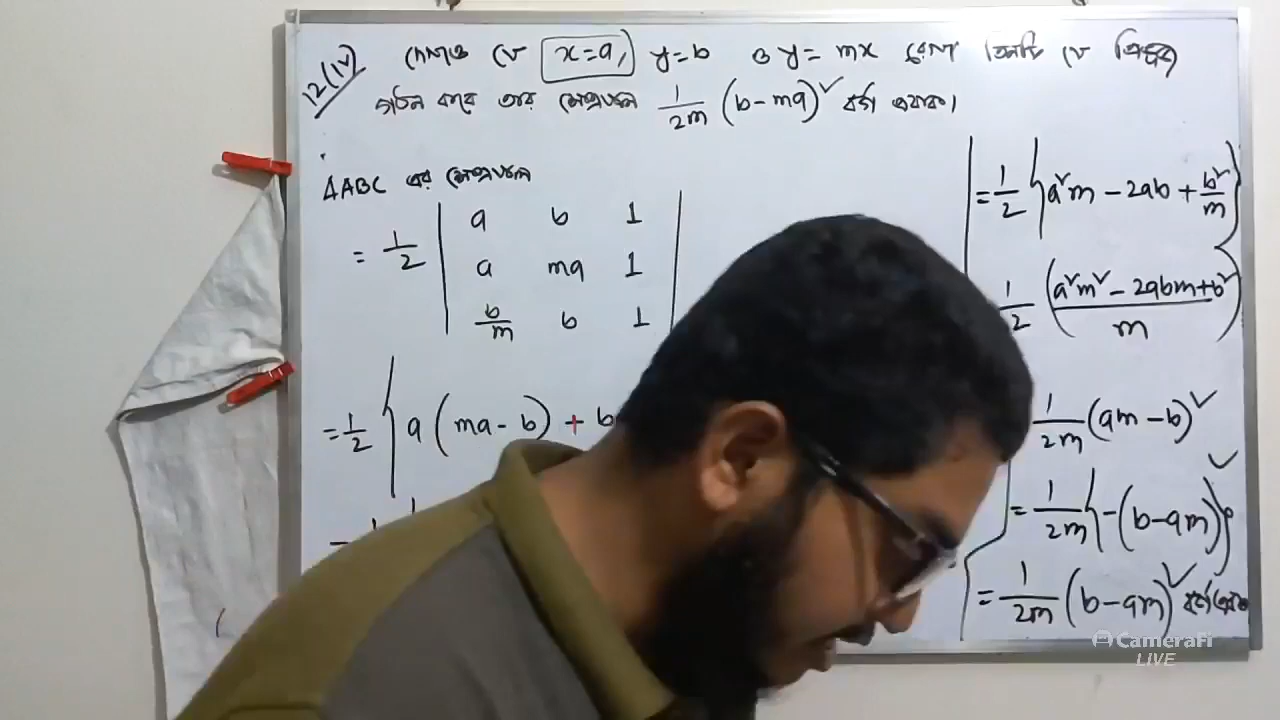 12(iv) দেখাও যে x=a, y=b ও y= mx রেখা তিনটি যে ত্রিভুজ
গঠন করে তার ক্ষেত্রফল 1/2m (b-ma)² বর্গ একক।
ΔABC এর ক্ষেত্রফল
= 1/2 | a b 1
a ma 1
b/m b 1 |
= 1/2 { a (ma - b) + b
= 1/2 { a²m - 2ab + b²/m }
1/2 ( a²m² - 2abm + b² / m )
1/2m (am - b)²
= 1/2m { - (b-am) }²
= 1/2m (b-am)² বর্গ একক
CameraFi
LIVE